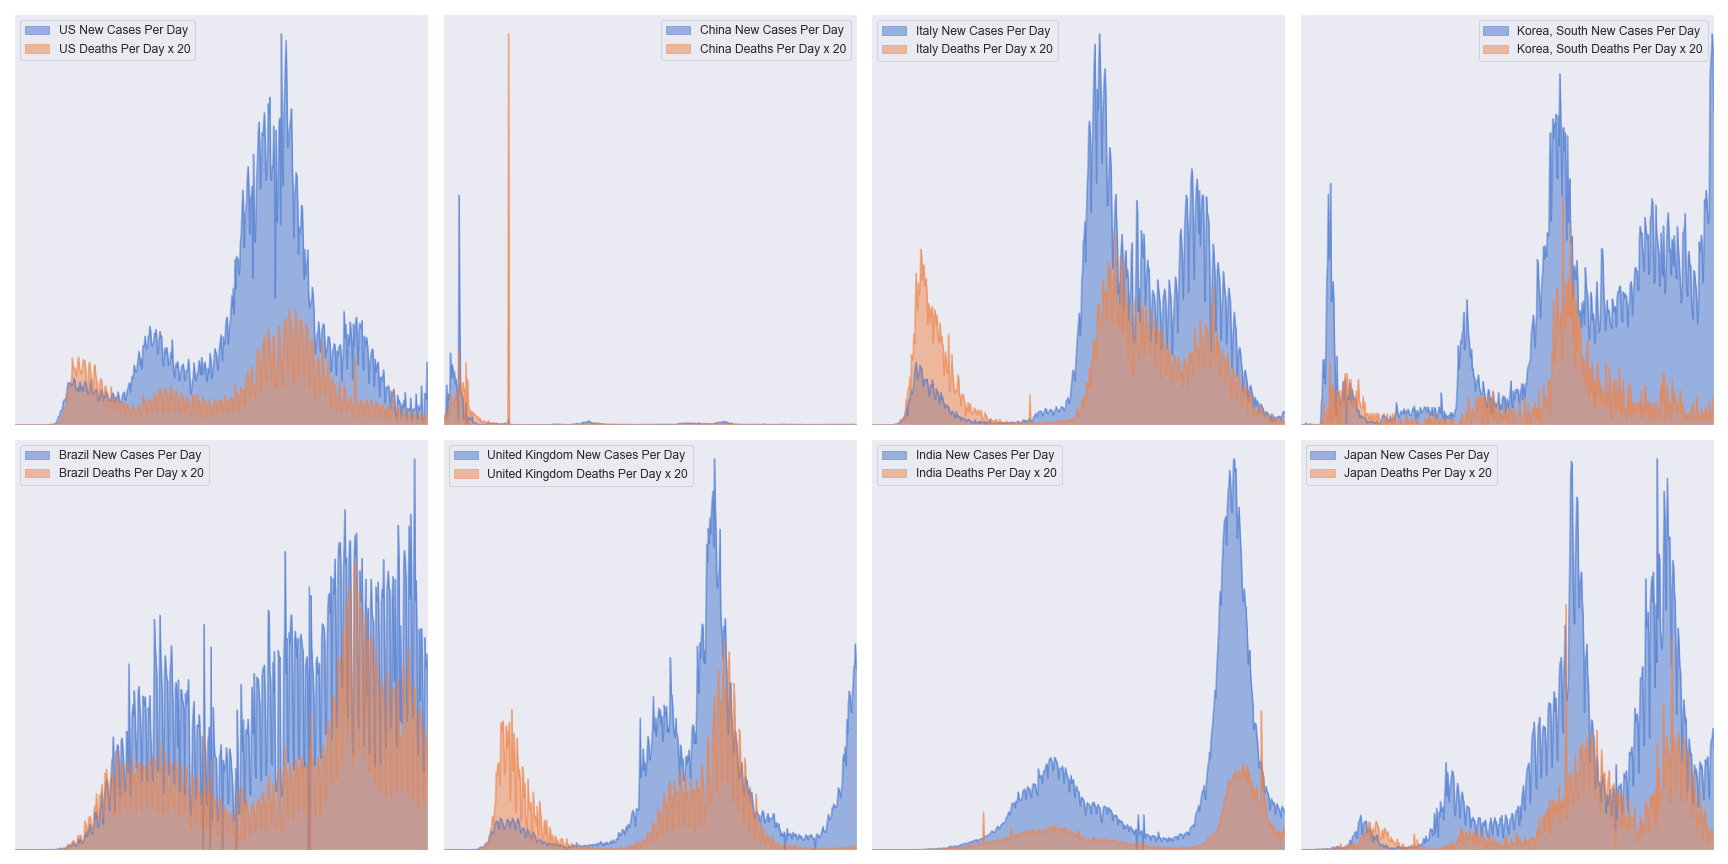 US New Cases Per Day
US Deaths Per Day x 20
China New Cases Per Day
China Deaths Per Day x 20
Italy New Cases Per Day
Italy Deaths Per Day x 20
Korea, South New Cases Per Day
Korea, South Deaths Per Day x 20
Brazil New Cases Per Day
Brazil Deaths Per Day x 20
United Kingdom New Cases Per Day
United Kingdom Deaths Per Day x 20
India New Cases Per Day
India Deaths Per Day x 20
Japan New Cases Per Day
Japan Deaths Per Day x 20